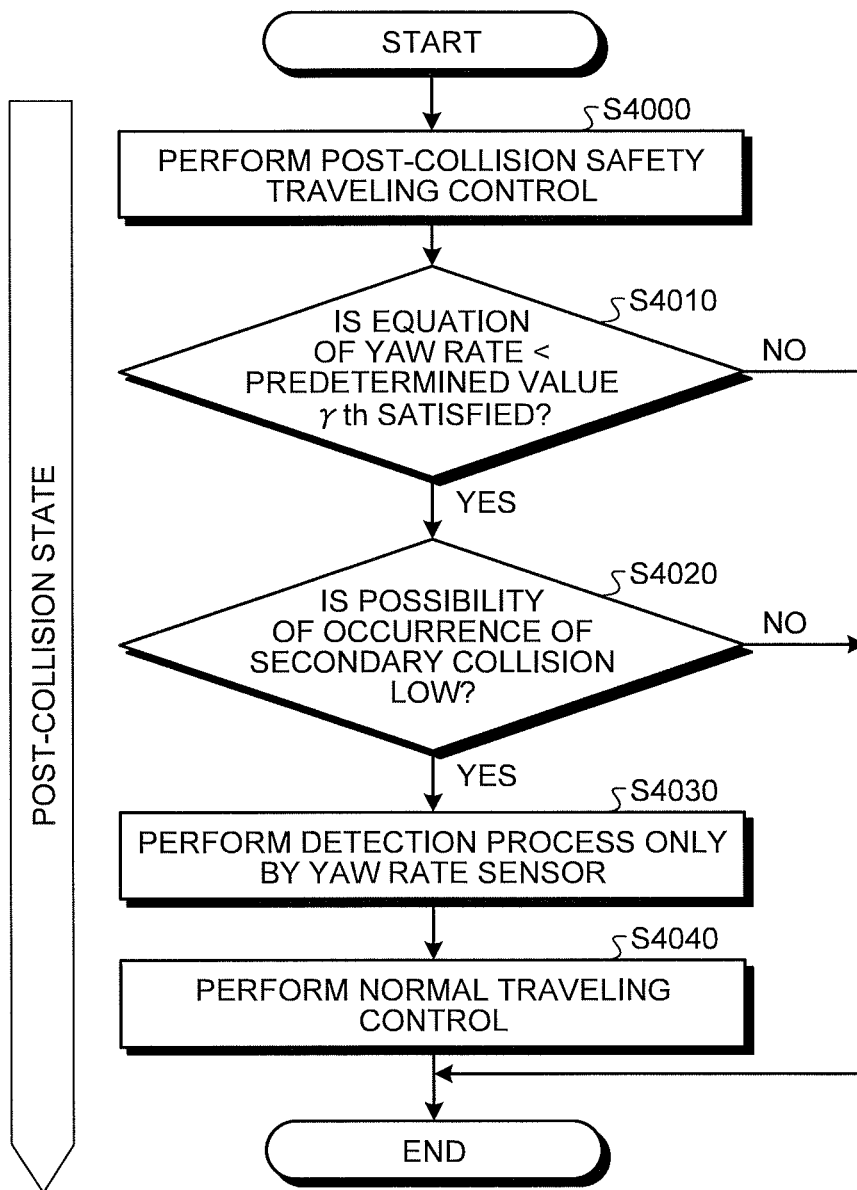 START
S4000
PERFORM POST-COLLISION SAFETY
TRAVELING CONTROL
S4010
IS EQUATION
OF YAW RATE <
PREDETERMINED VALUE
γ th SATISFIED?
NO
YES
S4020
IS POSSIBILITY
OF OCCURRENCE OF
SECONDARY COLLISION
LOW?
NO
YES
S4030
PERFORM DETECTION PROCESS ONLY
BY YAW RATE SENSOR
S4040
PERFORM NORMAL TRAVELING
CONTROL
END
POST-COLLISION STATE